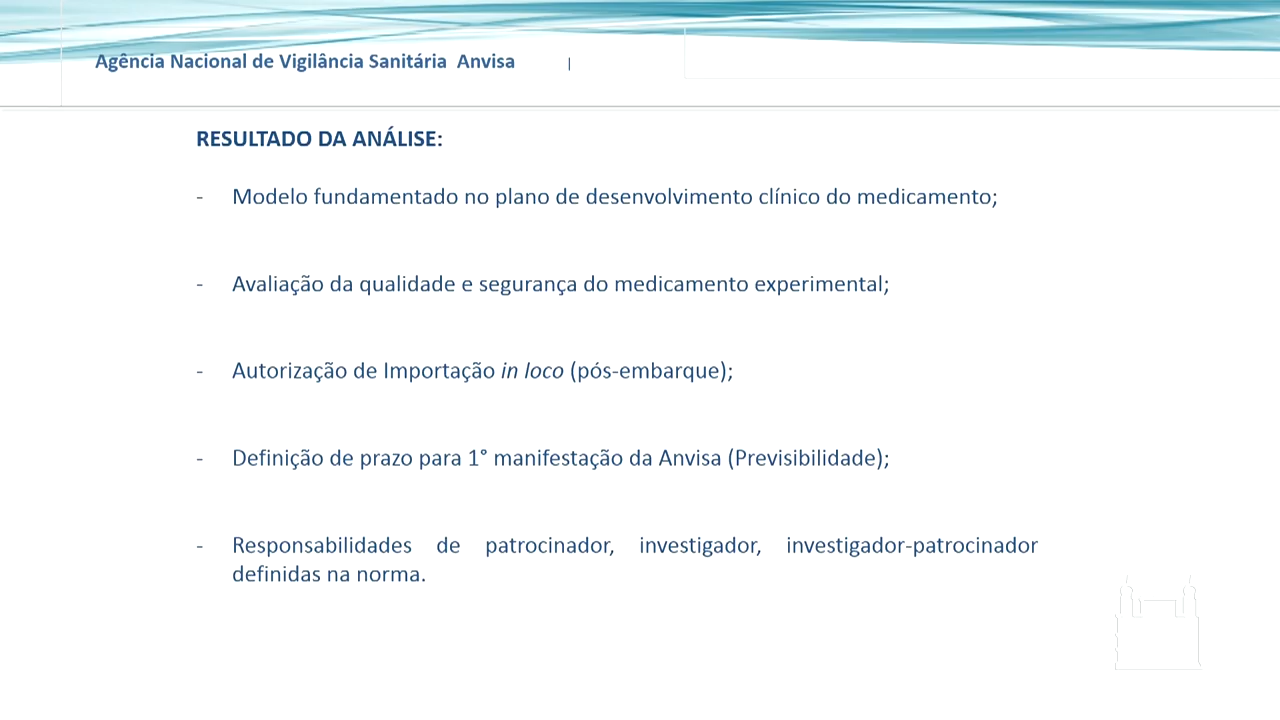 Agência Nacional de Vigilância Sanitária  Anvisa |
RESULTADO DA ANÁLISE:
- Modelo fundamentado no plano de desenvolvimento clínico do medicamento;
- Avaliação da qualidade e segurança do medicamento experimental;
- Autorização de Importação in loco (pós-embarque);
- Definição de prazo para 1° manifestação da Anvisa (Previsibilidade);
- Responsabilidades de patrocinador, investigador, investigador-patrocinador
definidas na norma.